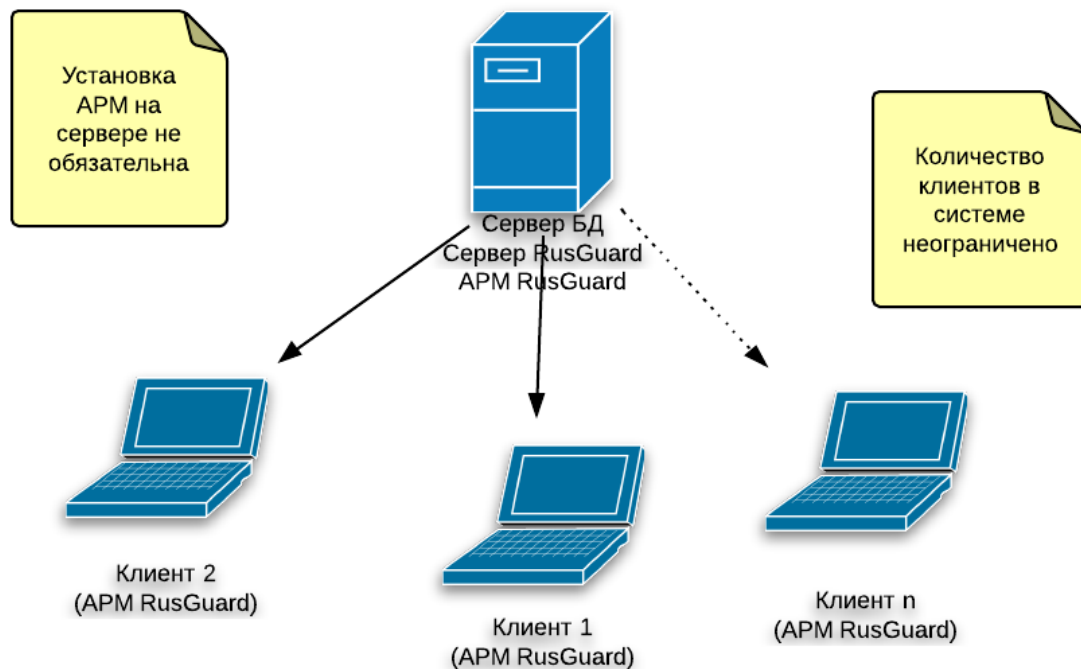 Установка
АРМ на
сервере не
обязательна
Сервер БД
Сервер RusGuard
АРМ RusGuard
Количество
клиентов в
системе
неограничено
Клиент 2
(АРМ RusGuard)
Клиент 1
(АРМ RusGuard)
Клиент n
(АРМ RusGuard)